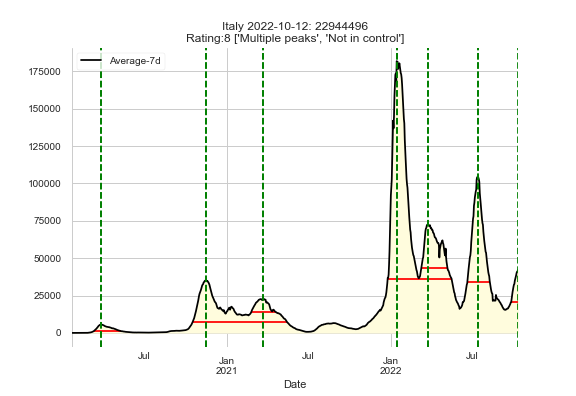 Italy 2022-10-12: 22944496
Rating:8 ['Multiple peaks', 'Not in control']
Average-7d
175000
150000
125000
100000
75000
50000
25000
0
Jul
Jan
2021
Jul
Jan
2022
Jul
Date